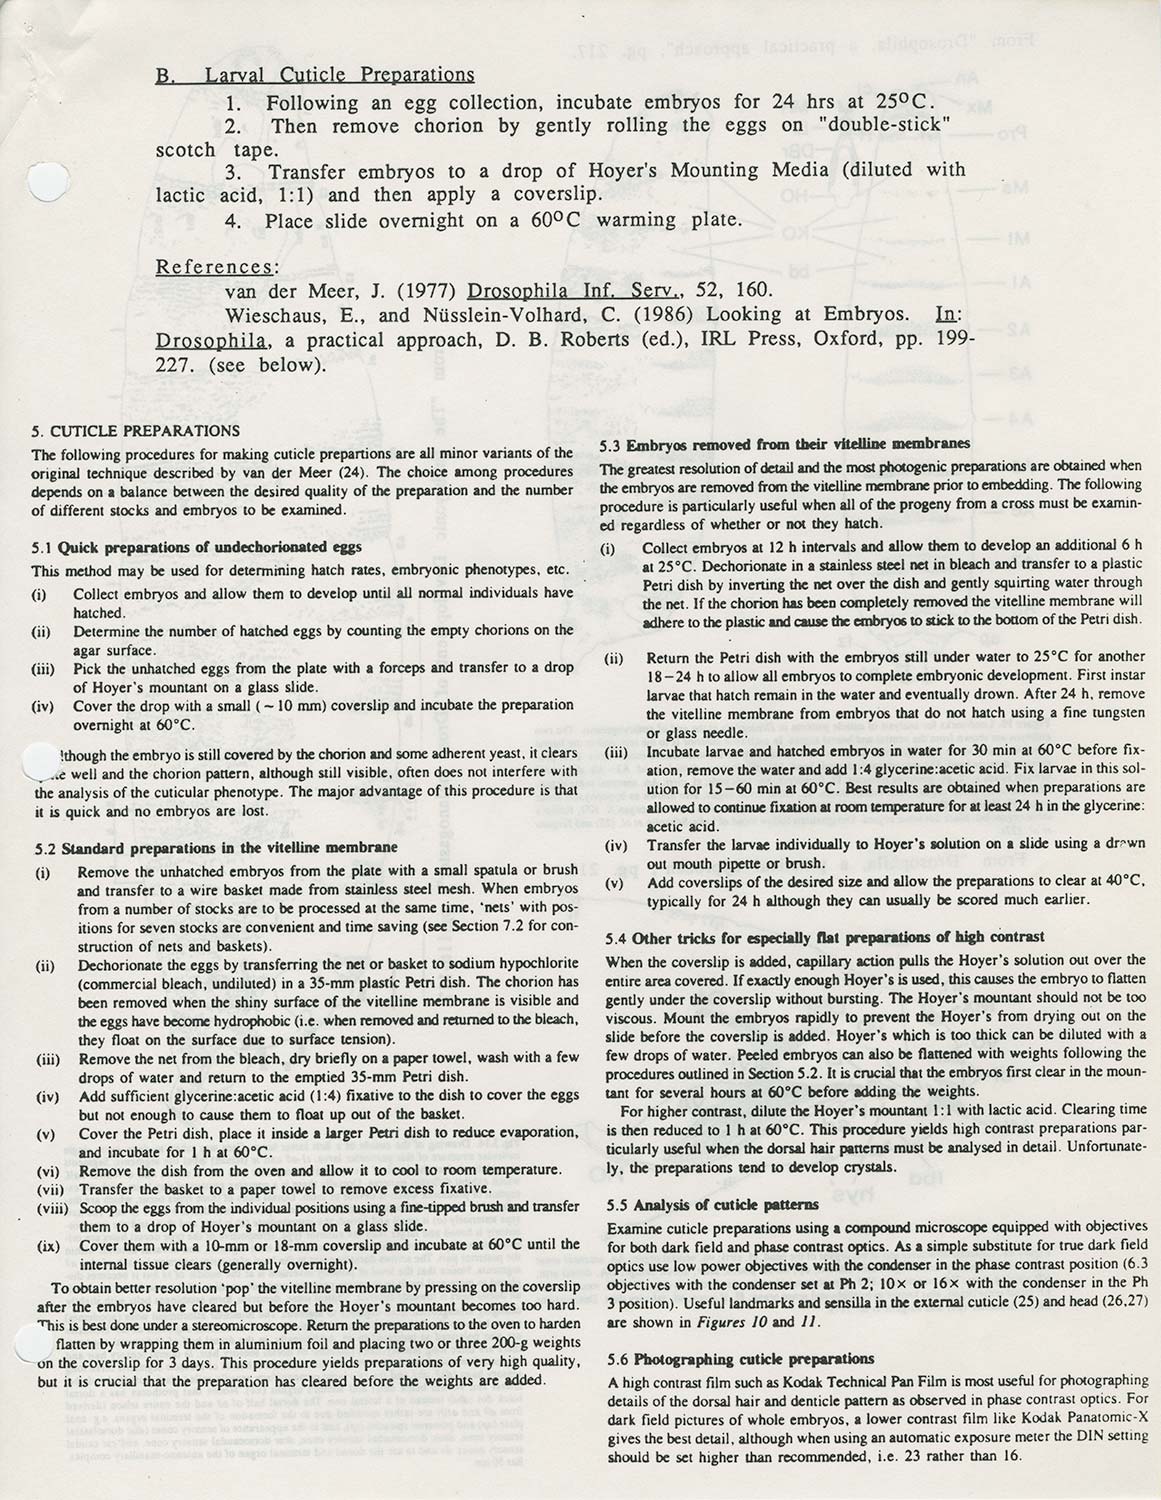 B. Larval Cuticle Preparations
1. Following an egg collection, incubate embryos for 24 hrs at 25°C.
2. Then remove chorion by gently rolling the eggs on "double-stick"
scotch tape.
3. Transfer embryos to a drop of Hoyer's Mounting Media (diluted with
lactic acid, 1:1) and then apply a coverslip.
4. Place slide overnight on a 60°C warming plate.
References:
van der Meer, J. (1977) Drosophila Inf. Serv., 52, 160.
Wieschaus, E., and Nüsslein-Volhard, C. (1986) Looking at Embryos. In:
Drosophila, a practical approach, D. B. Roberts (ed.), IRL Press, Oxford, pp. 199-
227. (see below).
5. CUTICLE PREPARATIONS
The following procedures for making cuticle prepartions are all minor variants of the
original technique described by van der Meer (24). The choice among procedures
depends on a balance between the desired quality of the preparation and the number
of different stocks and embryos to be examined.
5.1 Quick preparations of undechorionated eggs
This method may be used for determining hatch rates, embryonic phenotypes, etc.
(i) Collect embryos and allow them to develop until all normal individuals have
hatched.
(ii) Determine the number of hatched eggs by counting the empty chorions on the
agar surface.
(iii) Pick the unhatched eggs from the plate with a forceps and transfer to a drop
of Hoyer's mountant on a glass slide.
(iv) Cover the drop with a small (~10 mm) coverslip and incubate the preparation
overnight at 60°C.
lthough the embryo is still covered by the chorion and some adherent yeast, it clears
well and the chorion pattern, although still visible, often does not interfere with
the analysis of the cuticular phenotype. The major advantage of this procedure is that
it is quick and no embryos are lost.
5.2 Standard preparations in the vitelline membrane
(i) Remove the unhatched embryos from the plate with a small spatula or brush
and transfer to a wire basket made from stainless steel mesh. When embryos
from a number of stocks are to be processed at the same time, 'nets' with pos-
itions for seven stocks are convenient and time saving (see Section 7.2 for con-
struction of nets and baskets).
(ii) Dechorionate the eggs by transferring the net or basket to sodium hypochlorite
(commercial bleach, undiluted) in a 35-mm plastic Petri dish. The chorion has
been removed when the shiny surface of the vitelline membrane is visible and
the eggs have become hydrophobic (i.e. when removed and returned to the bleach,
they float on the surface due to surface tension).
(iii) Remove the net from the bleach, dry briefly on a paper towel, wash with a few
drops of water and return to the emptied 35-mm Petri dish.
(iv) Add sufficient glycerine:acetic acid (1:4) fixative to the dish to cover the eggs
but not enough to cause them to float up out of the basket.
(v) Cover the Petri dish, place it inside a larger Petri dish to reduce evaporation,
and incubate for 1 h at 60°C.
(vi) Remove the dish from the oven and allow it to cool to room temperature.
(vii) Transfer the basket to a paper towel to remove excess fixative.
(viii) Scoop the eggs from the individual positions using a fine-tipped brush and transfer
them to a drop of Hoyer's mountant on a glass slide.
(ix) Cover them with a 10-mm or 18-mm coverslip and incubate at 60°C until the
internal tissue clears (generally overnight).
To obtain better resolution 'pop' the vitelline membrane by pressing on the coverslip
after the embryos have cleared but before the Hoyer's mountant becomes too hard.
This is best done under a stereomicroscope. Return the preparations to the oven to harden
flatten by wrapping them in aluminium foil and placing two or three 200-g weights
on the coverslip for 3 days. This procedure yields preparations of very high quality,
but it is crucial that the preparation has cleared before the weights are added.
5.3 Embryos removed from their vitelline membranes
The greatest resolution of detail and the most photogenic preparations are obtained when
the embryos are removed from the vitelline membrane prior to embedding. The following
procedure is particularly useful when all of the progeny from a cross must be examin-
ed regardless of whether or not they hatch.
(i) Collect embryos at 12 h intervals and allow them to develop an additional 6 h
at 25°C. Dechorionate in a stainless steel net in bleach and transfer to a plastic
Petri dish by inverting the net over the dish and gently squirting water through
the net. If the chorion has been completely removed the vitelline membrane will
adhere to the plastic and cause the embryos to stick to the bottom of the Petri dish.
(ii) Return the Petri dish with the embryos still under water to 25°C for another
18–24 h to allow all embryos to complete embryonic development. First instar
larvae that hatch remain in the water and eventually drown. After 24 h, remove
the vitelline membrane from embryos that do not hatch using a fine tungsten
or glass needle.
(iii) Incubate larvae and hatched embryos in water for 30 min at 60°C before fix-
ation, remove the water and add 1:4 glycerine:acetic acid. Fix larvae in this sol-
ution for 15–60 min at 60°C. Best results are obtained when preparations are
allowed to continue fixation at room temperature for at least 24 h in the glycerine:
acetic acid.
(iv) Transfer the larvae individually to Hoyer's solution on a slide using a drawn
out mouth pipette or brush.
(v) Add coverslips of the desired size and allow the preparations to clear at 40°C,
typically for 24 h although they can usually be scored much earlier.
5.4 Other tricks for especially flat preparations of high contrast
When the coverslip is added, capillary action pulls the Hoyer's solution out over the
entire area covered. If exactly enough Hoyer's is used, this causes the embryo to flatten
gently under the coverslip without bursting. The Hoyer's mountant should not be too
viscous. Mount the embryos rapidly to prevent the Hoyer's from drying out on the
slide before the coverslip is added. Hoyer's which is too thick can be diluted with a
few drops of water. Peeled embryos can also be flattened with weights following the
procedures outlined in Section 5.2. It is crucial that the embryos first clear in the moun-
tant for several hours at 60°C before adding the weights.
For higher contrast, dilute the Hoyer's mountant 1:1 with lactic acid. Clearing time
is then reduced to 1 h at 60°C. This procedure yields high contrast preparations par-
ticularly useful when the dorsal hair patterns must be analysed in detail. Unfortunate-
ly, the preparations tend to develop crystals.
5.5 Analysis of cuticle patterns
Examine cuticle preparations using a compound microscope equipped with objectives
for both dark field and phase contrast optics. As a simple substitute for true dark field
optics use low power objectives with the condenser in the phase contrast position (6.3
objectives with the condenser set at Ph 2; 10× or 16× with the condenser in the Ph
3 position). Useful landmarks and sensilla in the external cuticle (25) and head (26,27)
are shown in Figures 10 and 11.
5.6 Photographing cuticle preparations
A high contrast film such as Kodak Technical Pan Film is most useful for photographing
details of the dorsal hair and denticle pattern as observed in phase contrast optics. For
dark field pictures of whole embryos, a lower contrast film like Kodak Panatomic-X
gives the best detail, although when using an automatic exposure meter the DIN setting
should be set higher than recommended, i.e. 23 rather than 16.